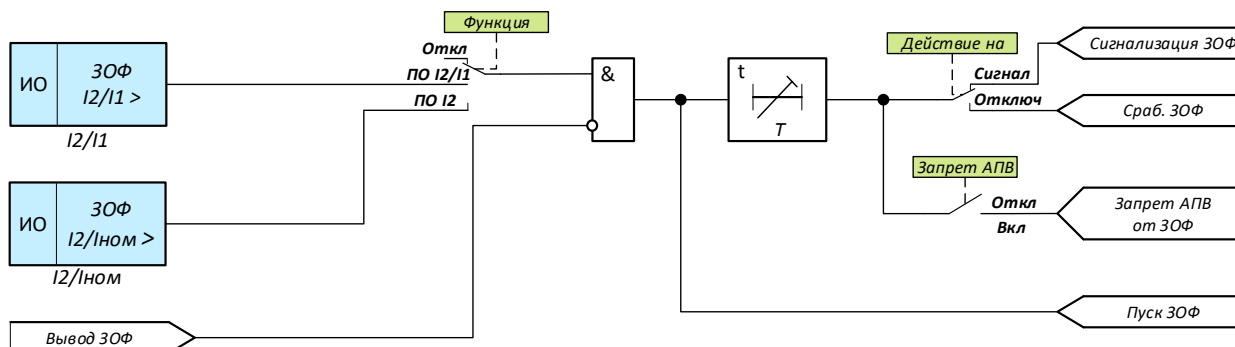 Функция
Откл
ПО I2/I1
ПО I2
ИО
ЗОФ
I2/I1 >
I2/I1
ИО
ЗОФ
I2/Iном >
I2/Iном
Вывод ЗОФ
&
t
T
Действие на
Сигнал
Отключ
Запрет АПВ
Откл
Вкл
Сигнализация ЗОФ
Сраб. ЗОФ
Запрет АПВ
от ЗОФ
Пуск ЗОФ